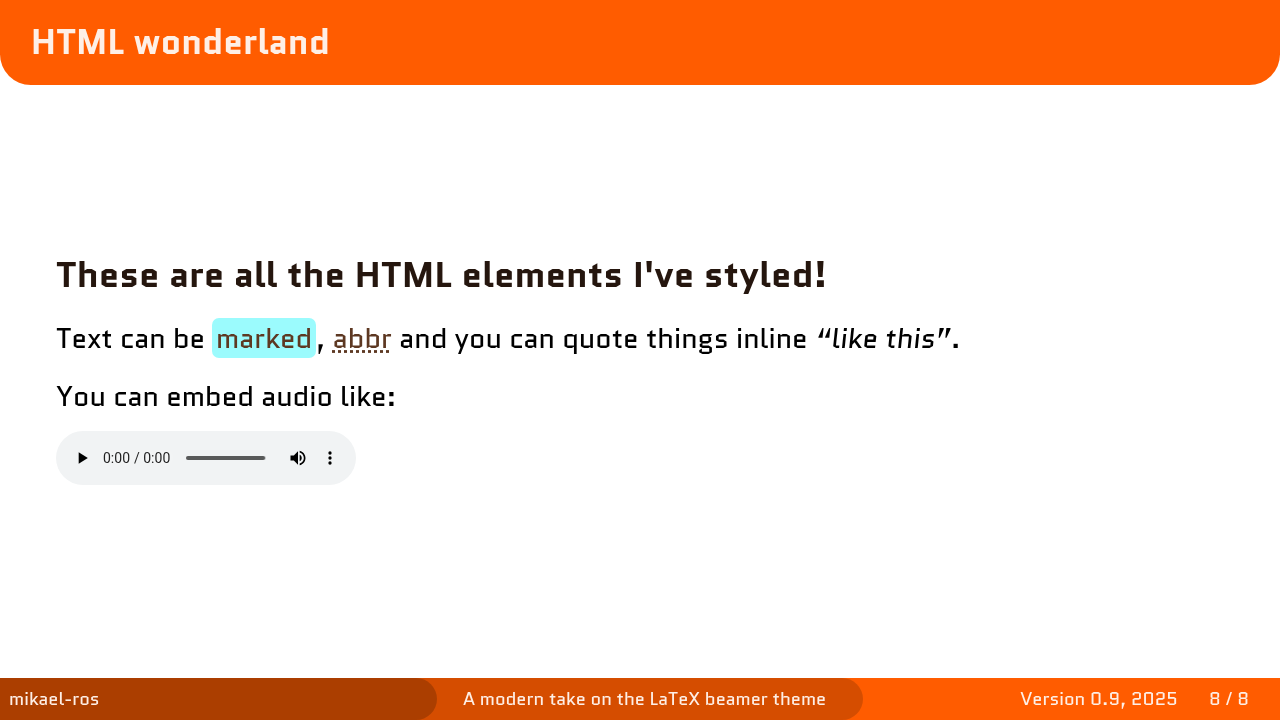 HTML wonderland
These are all the HTML elements I've styled!
Text can be marked, abbr and you can quote things inline “like this”.
You can embed audio like:
0:00 / 0:00
mikael-ros
A modern take on the LaTeX beamer theme
Version 0.9, 2025
8 / 8